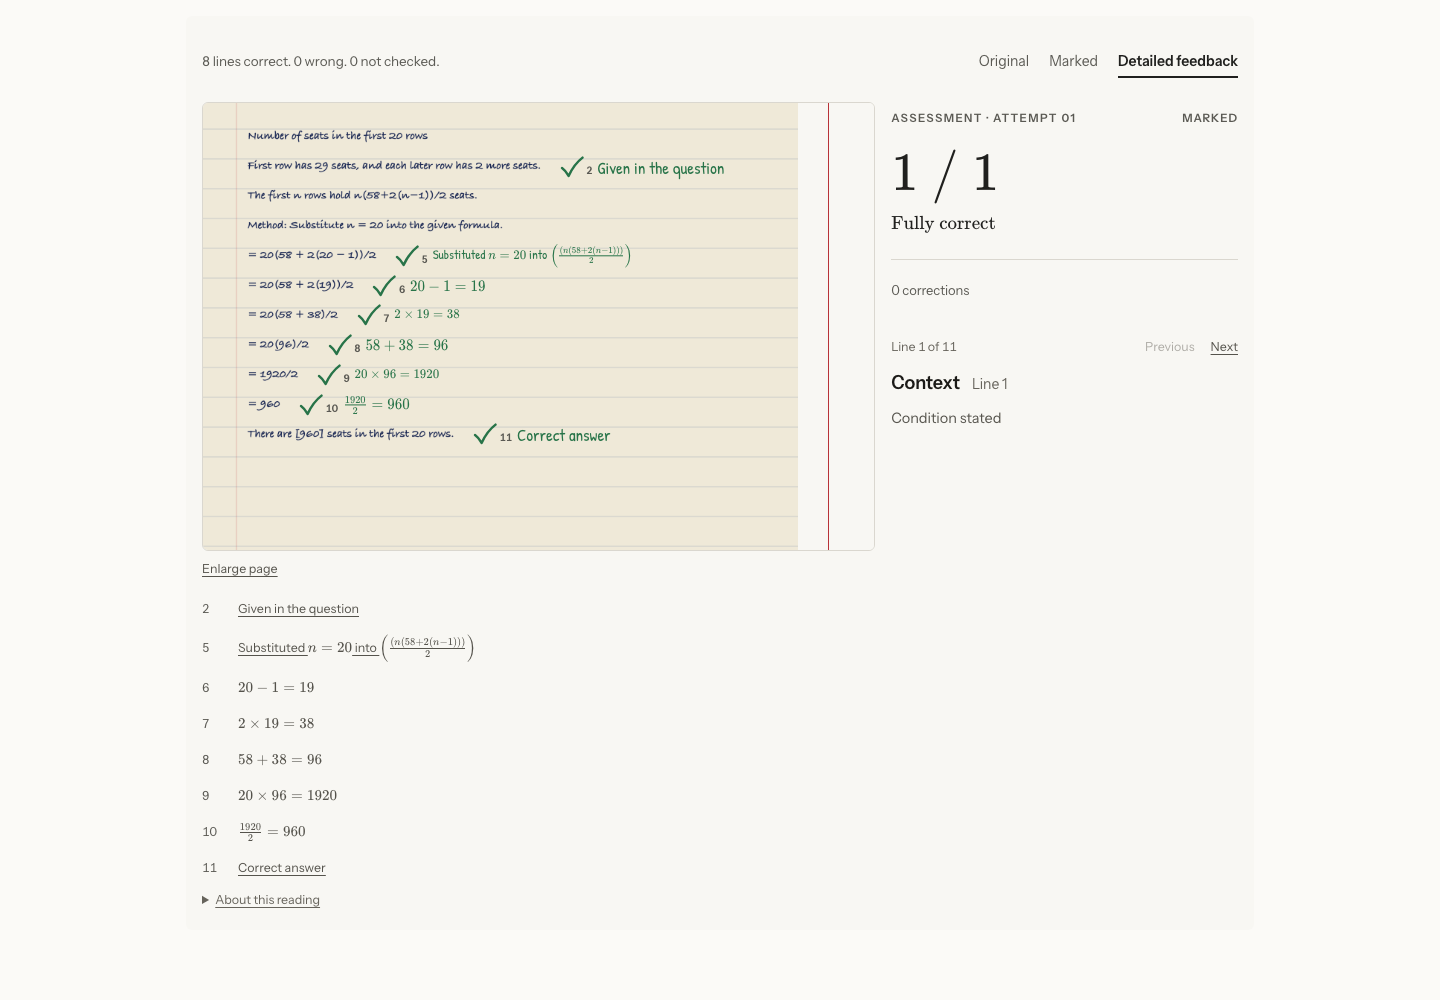 8 lines correct. 0 wrong. 0 not checked.
Original Marked Detailed feedback
Number of seats in the first 20 rows
First row has 29 seats, and each later row has 2 more seats. ✓ 2 Given in the question
The first n rows hold n(58+2(n−1))/2 seats.
Method: Substitute n = 20 into the given formula.
= 20(58 + 2(20 − 1))/2 ✓ 5 Substituted n = 20 into ((n(58+2(n−1)))/2)
= 20(58 + 2(19))/2 ✓ 6 20 − 1 = 19
= 20(58 + 38)/2 ✓ 7 2 × 19 = 38
= 20(96)/2 ✓ 8 58 + 38 = 96
= 1920/2 ✓ 9 20 × 96 = 1920
= 960 ✓ 10 1920/2 = 960
There are [960] seats in the first 20 rows. ✓ 11 Correct answer
Enlarge page
2 Given in the question
5 Substituted n = 20 into ((n(58+2(n−1)))/2)
6 20 − 1 = 19
7 2 × 19 = 38
8 58 + 38 = 96
9 20 × 96 = 1920
10 1920/2 = 960
11 Correct answer
▶ About this reading
ASSESSMENT · ATTEMPT 01 MARKED
1 / 1
Fully correct
0 corrections
Line 1 of 11 Previous Next
Context Line 1
Condition stated